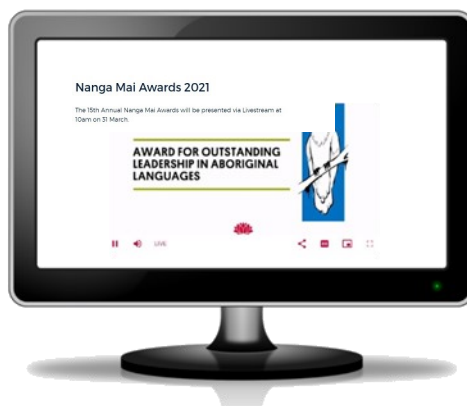 Nanga Mai Awards 2021
The 15th Annual Nanga Mai Awards will be presented via Livestream at
10am on 31 March.
AWARD FOR OUTSTANDING
LEADERSHIP IN ABORIGINAL
LANGUAGES
LIVE